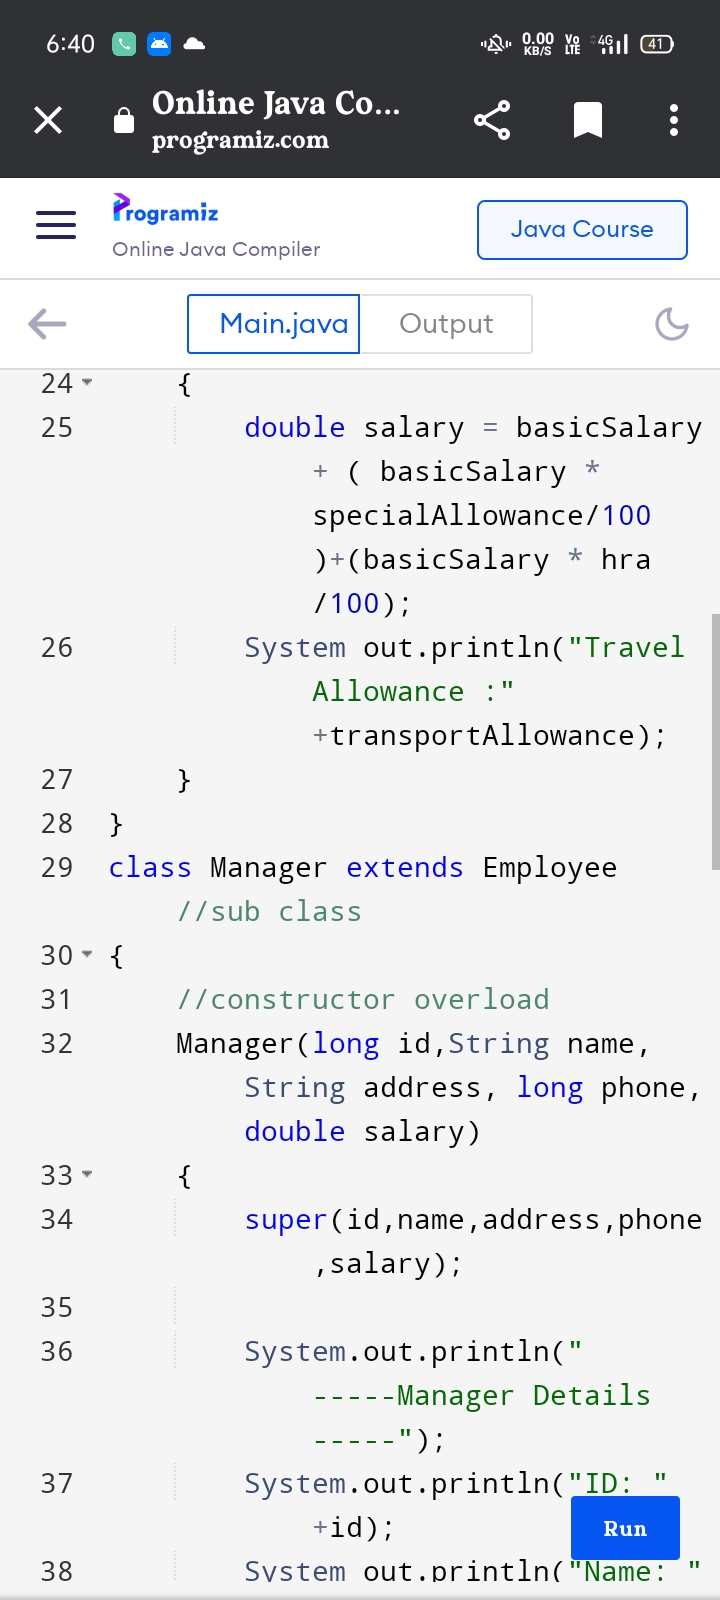 6:40
0.00 KB/S
Vo LTE
4G
41
Online Java Co...
programiz.com
Programiz
Online Java Compiler
Java Course
Main.java
Output
24 {
25 double salary = basicSalary
+ ( basicSalary *
specialAllowance/100
)+(basicSalary * hra
/100);
26 System out.println("Travel
Allowance :"
+transportAllowance);
27 }
28 }
29 class Manager extends Employee
//sub class
30 {
31 //constructor overload
32 Manager(long id,String name,
String address, long phone,
double salary)
33 {
34 super(id,name,address,phone
,salary);
35
36 System.out.println("
-----Manager Details
-----");
37 System.out.println("ID: "
+id);
Run
38 System out.println("Name: "